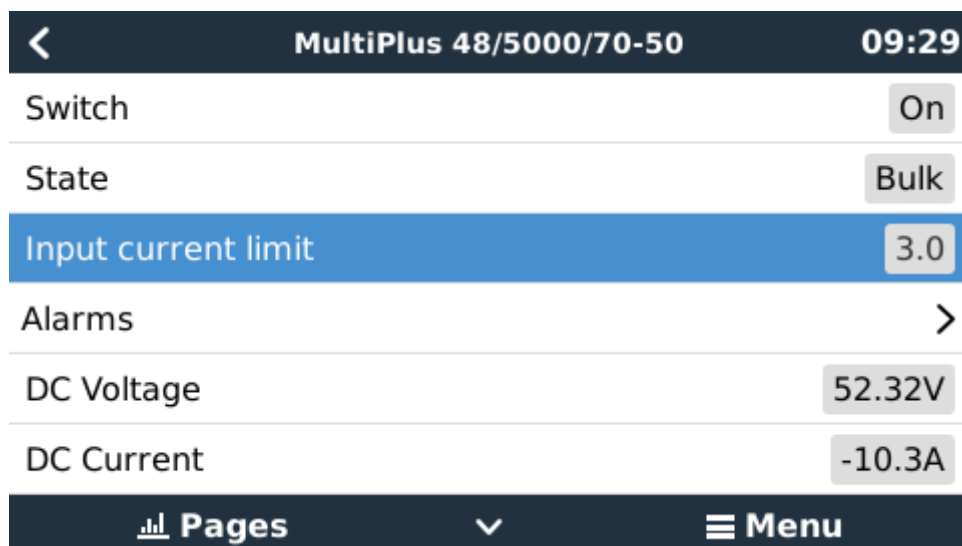 MultiPlus 48/5000/70-50 09:29
Switch On
State Bulk
Input current limit 3.0
Alarms
DC Voltage 52.32V
DC Current -10.3A
Pages Menu